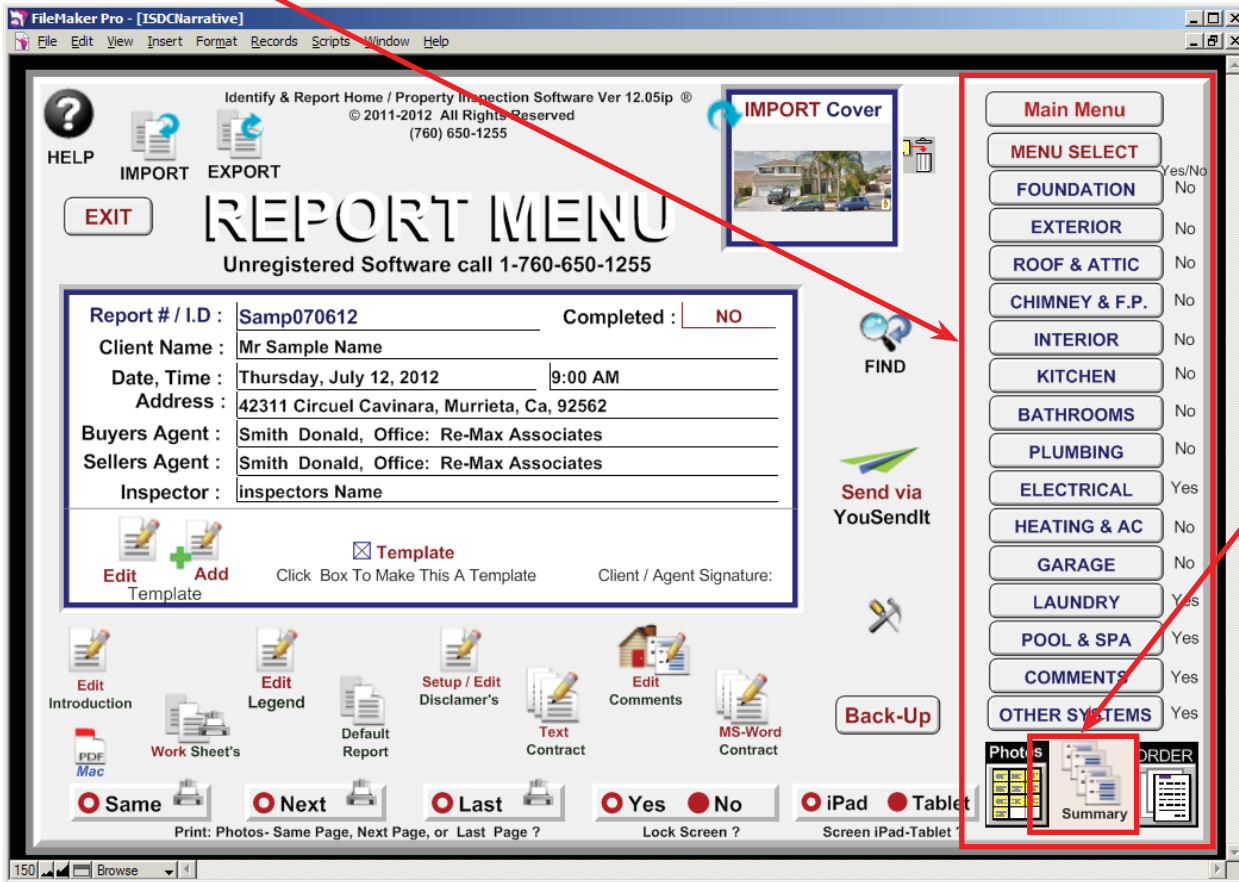 FileMaker Pro - [ISDCNarrative]
File Edit View Insert Format Records Scripts Window Help
Identify & Report Home / Property Inspection Software Ver 12.05ip ®
© 2011-2012 All Rights Reserved
(760) 650-1255
HELP
IMPORT
EXPORT
IMPORT Cover
EXIT
REPORT MENU
Unregistered Software call 1-760-650-1255
Report # / I.D : Samp070612 Completed : NO
Client Name : Mr Sample Name
Date, Time : Thursday, July 12, 2012 9:00 AM
Address : 42311 Circuel Cavinara, Murrieta, Ca, 92562
Buyers Agent : Smith Donald, Office: Re-Max Associates
Sellers Agent : Smith Donald, Office: Re-Max Associates
Inspector : inspectors Name
Edit Add
Template
Template
Click Box To Make This A Template
Client / Agent Signature:
FIND
Send via
YouSendIt
Back-Up
Edit
Introduction
PDF
Mac
Work Sheet's
Edit
Legend
Default
Report
Setup / Edit
Disclamer's
Text
Contract
Edit
Comments
MS-Word
Contract
Same Next Last
Print: Photos- Same Page, Next Page, or Last Page ?
Yes No
Lock Screen ?
iPad Tablet
Screen iPad-Tablet ?
Main Menu
MENU SELECT
Yes/No
FOUNDATION No
EXTERIOR No
ROOF & ATTIC No
CHIMNEY & F.P. No
INTERIOR No
KITCHEN No
BATHROOMS No
PLUMBING No
ELECTRICAL Yes
HEATING & AC No
GARAGE No
LAUNDRY Yes
POOL & SPA Yes
COMMENTS Yes
OTHER SYSTEMS Yes
Photos
Summary
ORDER
150 Browse